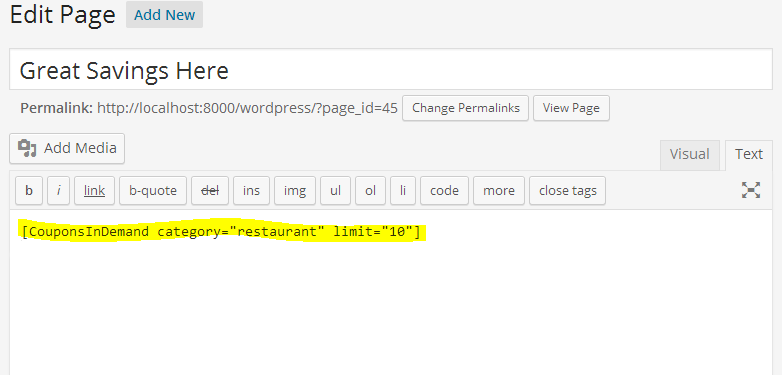 Edit Page Add New
Great Savings Here
Permalink: http://localhost:8000/wordpress/?page_id=45 Change Permalinks View Page
Add Media
Visual Text
b i link b-quote del ins img ul ol li code more close tags
[CouponsInDemand category="restaurant" limit="10"]